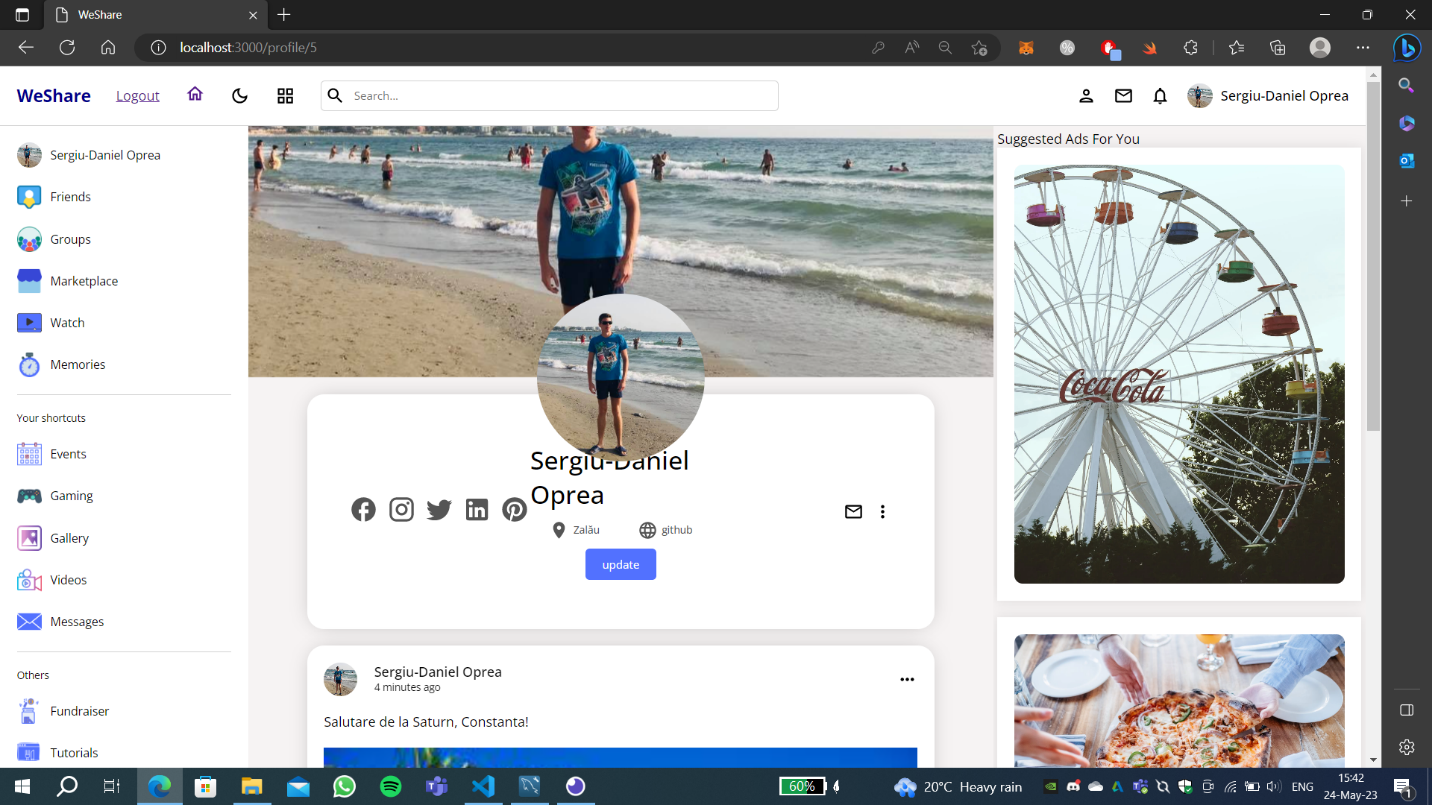 WeShare
localhost:3000/profile/5
WeShare
Logout
Search...
Sergiu-Daniel Oprea
Sergiu-Daniel Oprea
Friends
Groups
Marketplace
Watch
Memories
Your shortcuts
Events
Gaming
Gallery
Videos
Messages
Others
Fundraiser
Tutorials
Sergiu-Daniel
Oprea
Zalău
github
update
Sergiu-Daniel Oprea
4 minutes ago
Salutare de la Saturn, Constanta!
Suggested Ads For You
Coca-Cola
60%
20°C Heavy rain
ENG
15:42
24-May-23
1